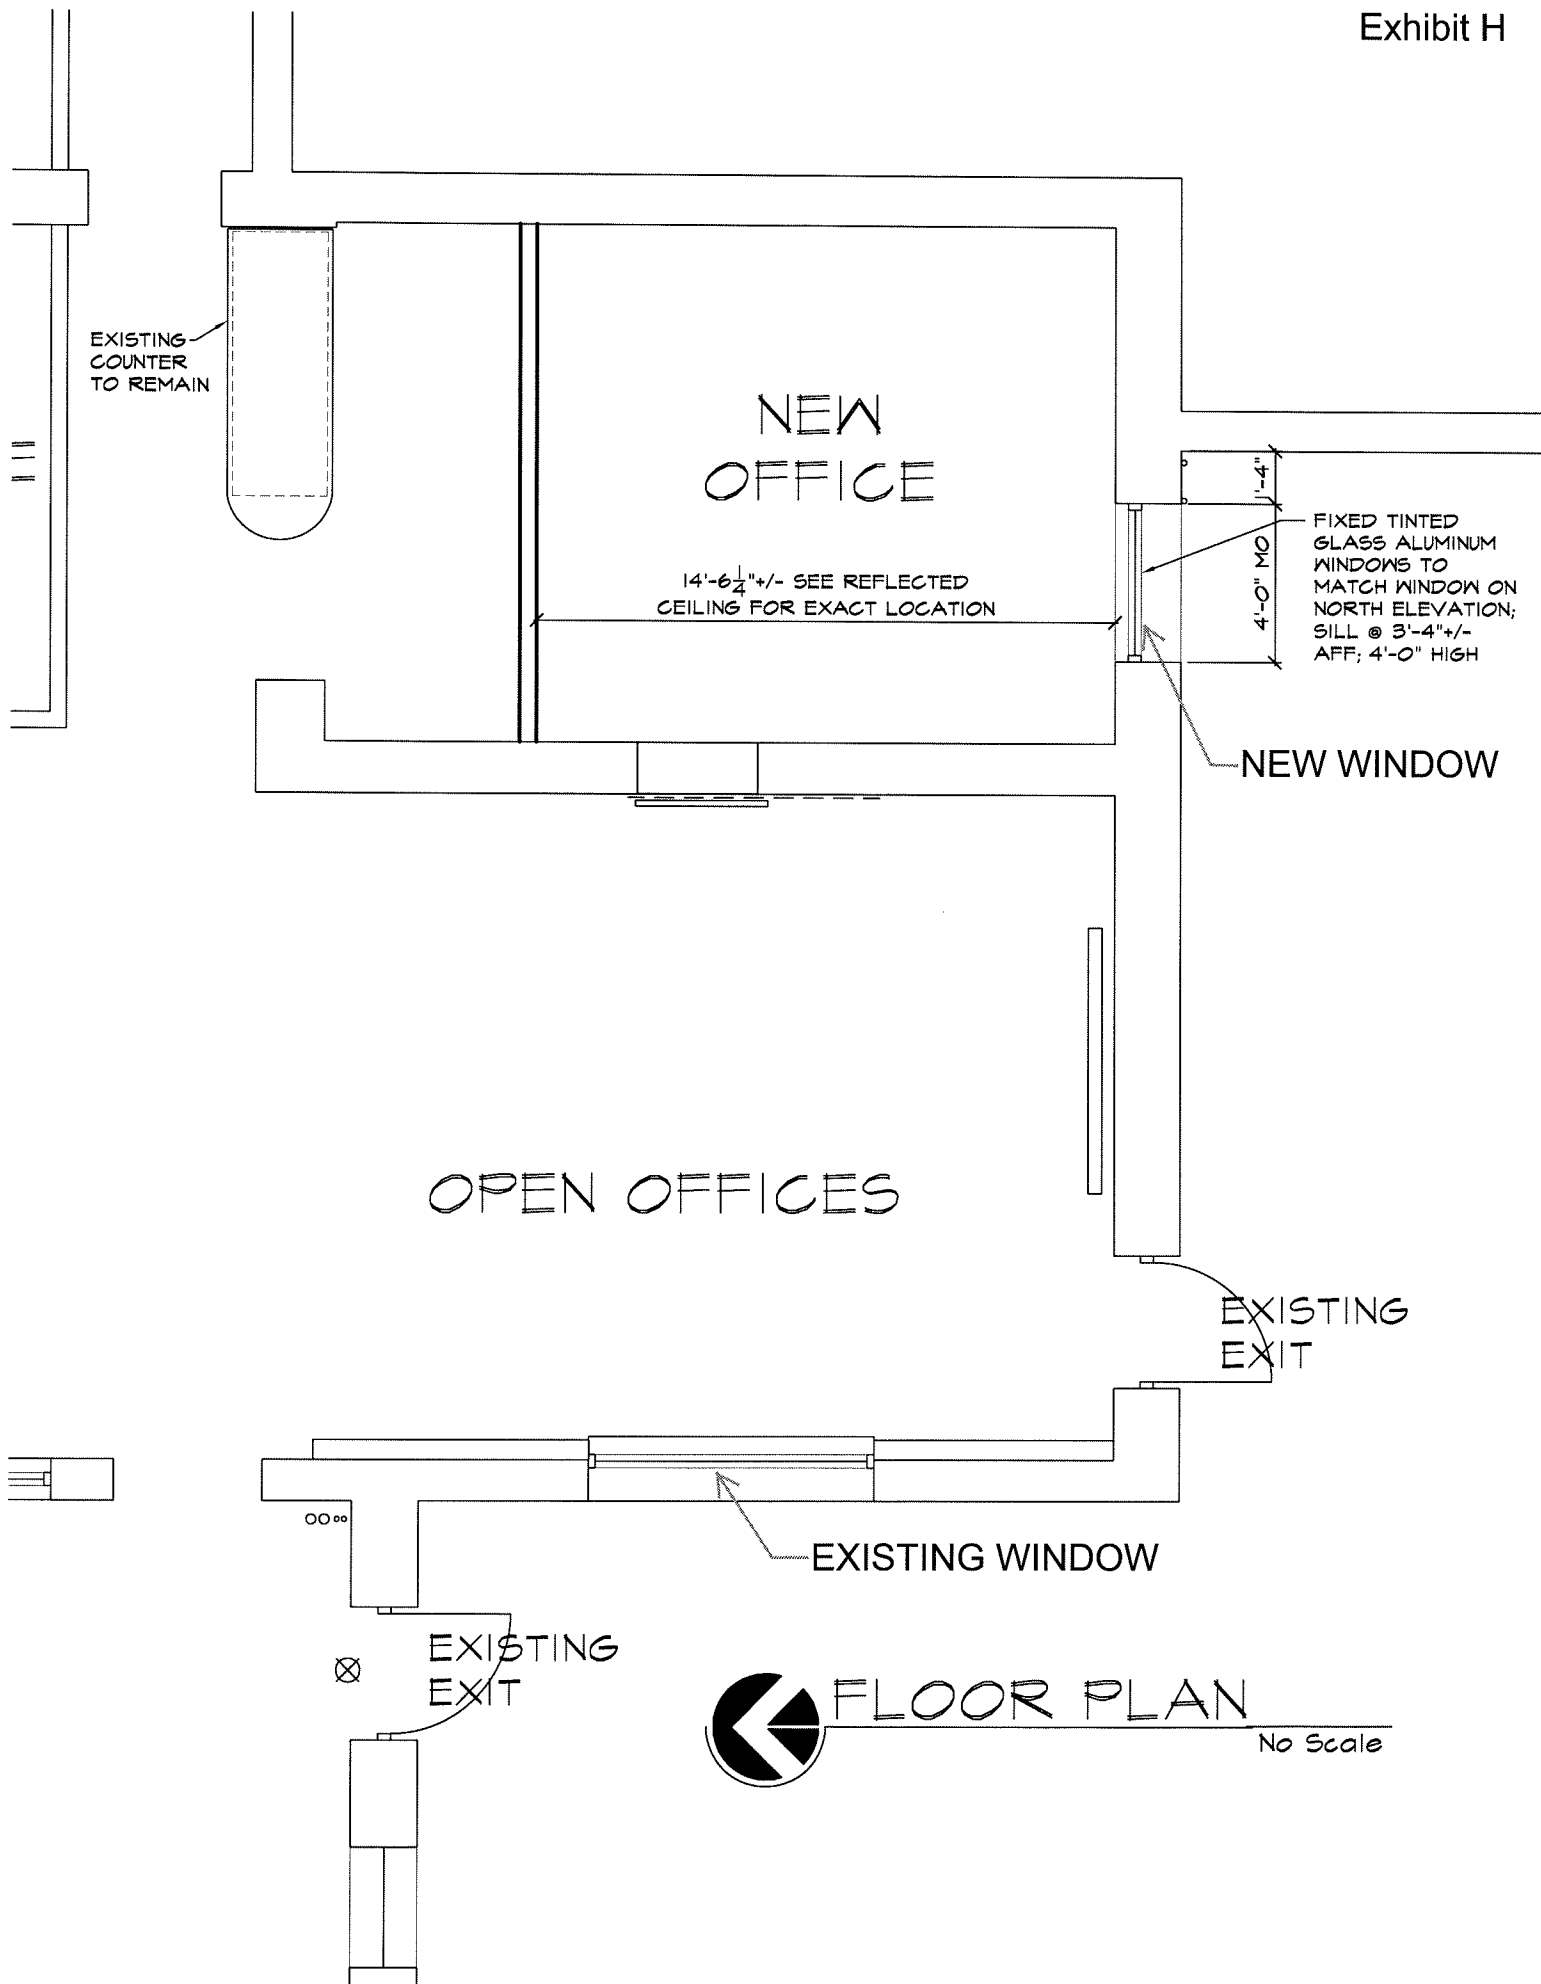 Exhibit H
EXISTING
COUNTER
TO REMAIN
NEW
OFFICE
14'-6 1/4"+/- SEE REFLECTED
CEILING FOR EXACT LOCATION
1'-4"
4'-0" MO
FIXED TINTED
GLASS ALUMINUM
WINDOWS TO
MATCH WINDOW ON
NORTH ELEVATION;
SILL @ 3'-4"+/-
AFF; 4'-0" HIGH
NEW WINDOW
OPEN OFFICES
EXISTING
EXIT
EXISTING WINDOW
EXISTING
EXIT
FLOOR PLAN
No Scale